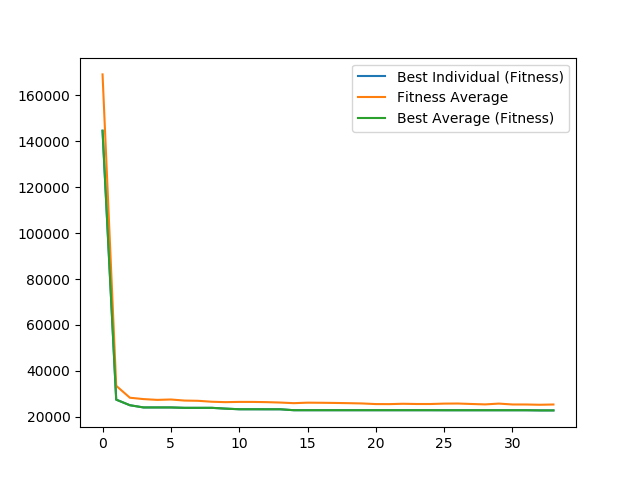 Best Individual (Fitness)
Fitness Average
Best Average (Fitness)
160000
140000
120000
100000
80000
60000
40000
20000
0 5 10 15 20 25 30